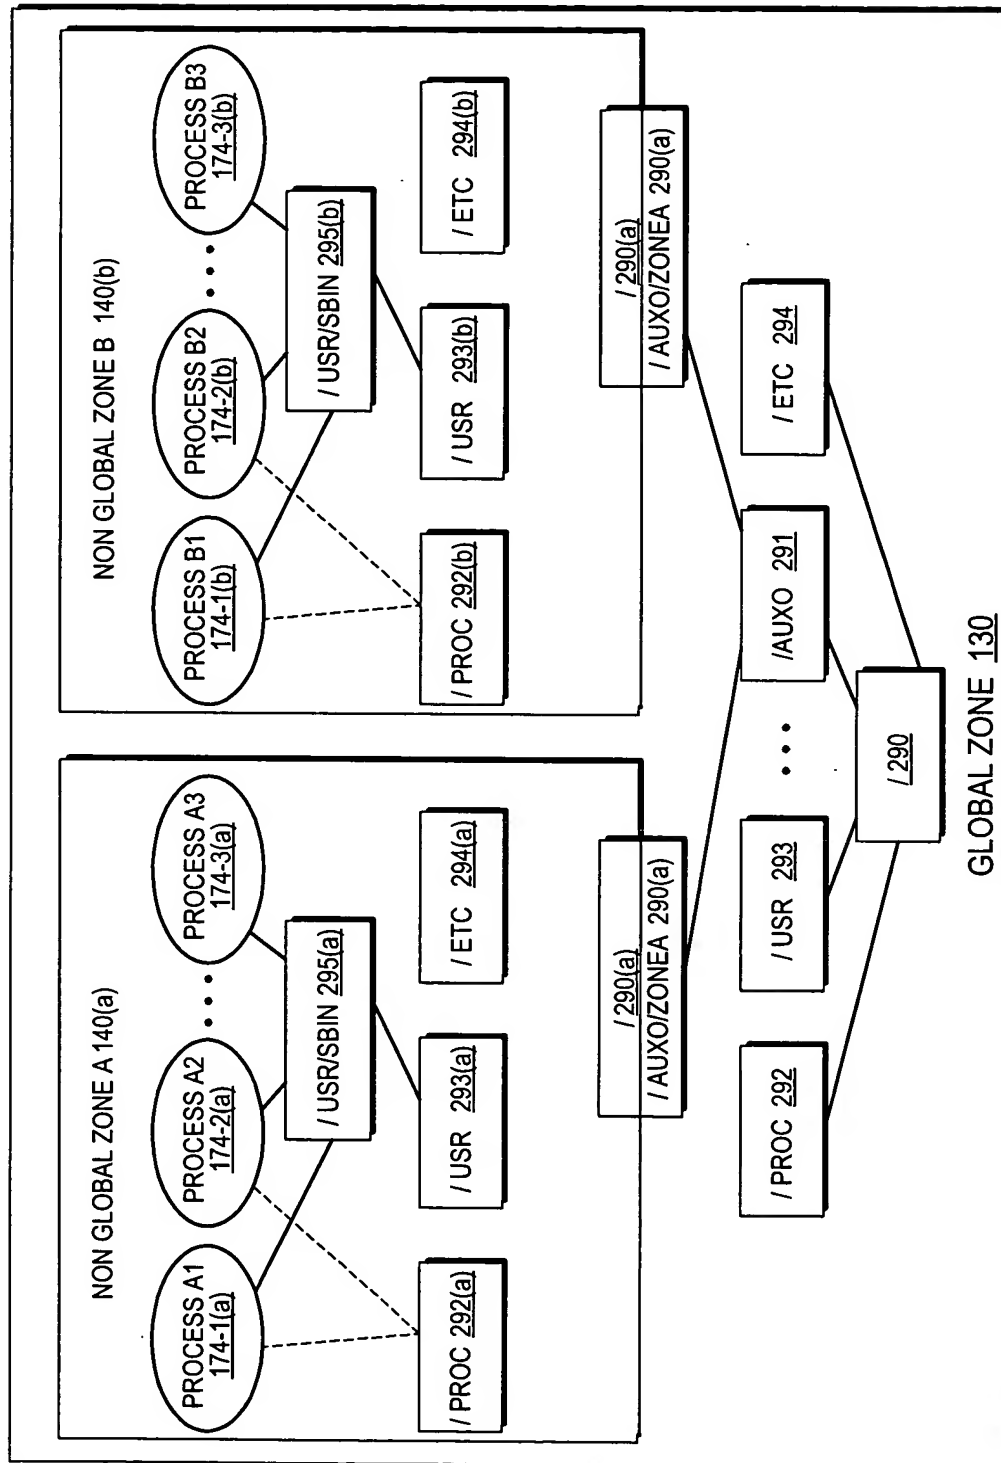 NON GLOBAL ZONE A 140(a)
PROCESS A1
174-1(a)
PROCESS A2
174-2(a)
PROCESS A3
174-3(a)
/ USR/SBIN 295(a)
/ PROC 292(a)
/ USR 293(a)
/ ETC 294(a)
/ 290(a)
/ AUXO/ZONEA 290(a)
NON GLOBAL ZONE B 140(b)
PROCESS B1
174-1(b)
PROCESS B2
174-2(b)
PROCESS B3
174-3(b)
/ USR/SBIN 295(b)
/ PROC 292(b)
/ USR 293(b)
/ ETC 294(b)
/ 290(a)
/ AUXO/ZONEA 290(a)
/ PROC 292
/ USR 293
/AUXO 291
/ ETC 294
/ 290
GLOBAL ZONE 130